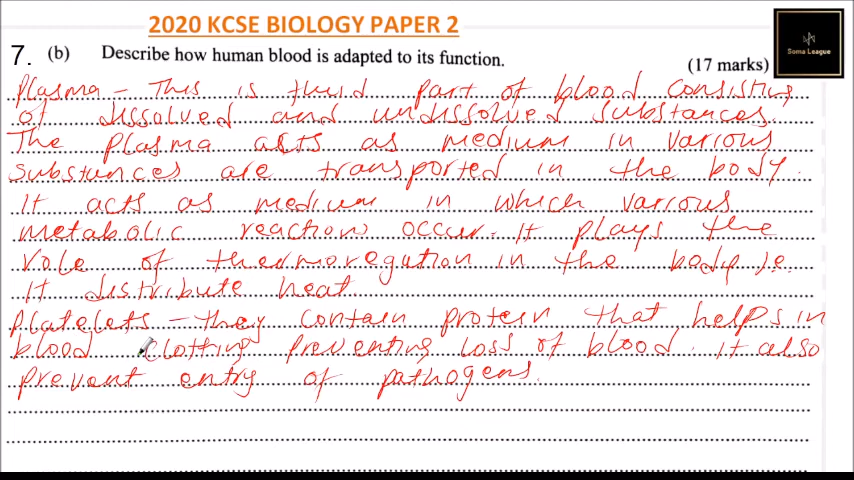 2020 KCSE BIOLOGY PAPER 2
7. (b) Describe how human blood is adapted to its function.
(17 marks)
Soma League
Plasma - This is fluid part of blood consisting
of dissolved and undissolved substances.
The plasma acts as medium in various
substances are transported in the body.
It acts as medium in which various
metabolic reactions occur. It plays the
role of thermoregution in the body i.e.
It distribute heat.
Platelets - they contain protein that helps in
blood clothing preventing loss of blood. It also
prevent entry of pathogens.